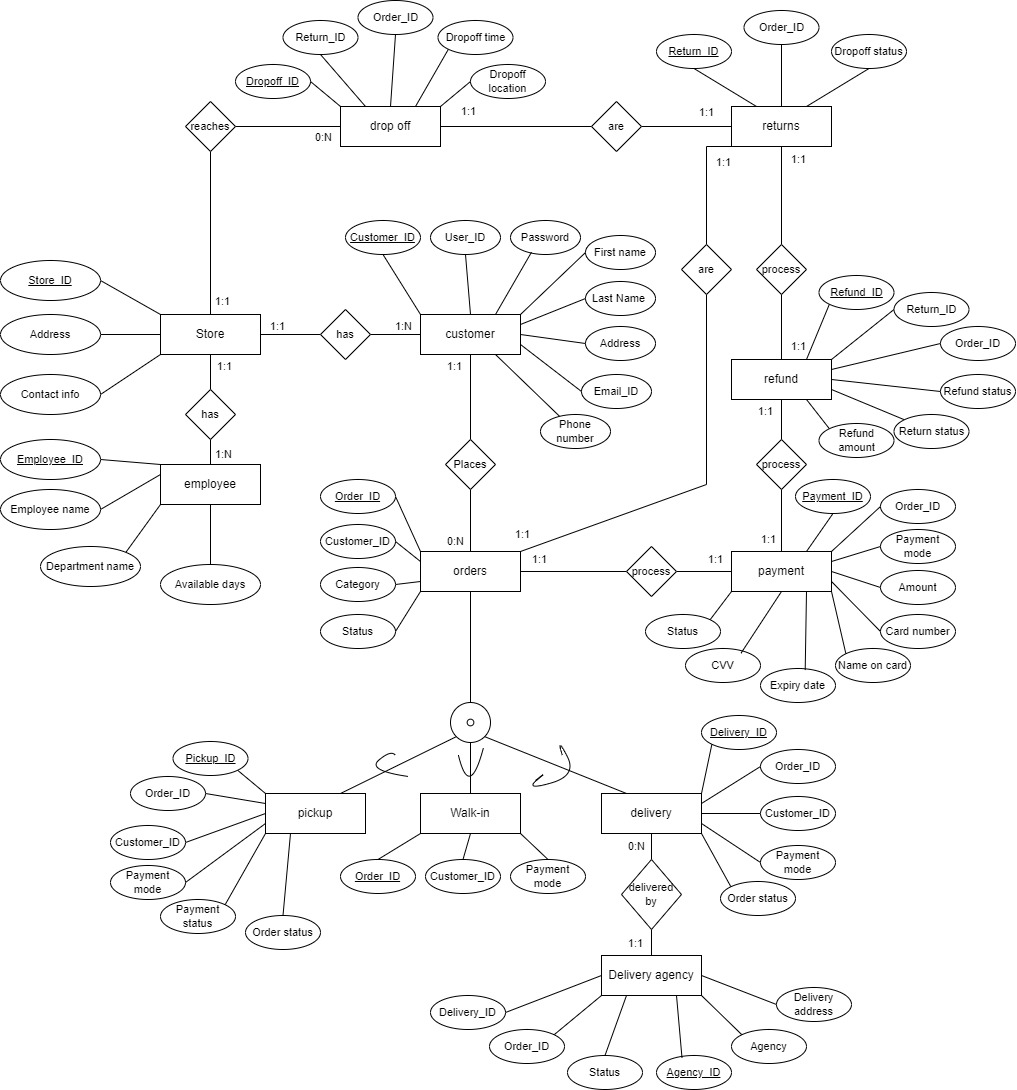 Order_ID
Return_ID
Dropoff time
Dropoff_ID
Dropoff
location
Order_ID
Return_ID
Dropoff status
reaches
0:N
drop off
1:1
are
1:1
returns
1:1
1:1
Customer_ID
User_ID
Password
First name
Last Name
Address
Email_ID
Phone
number
are
process
Store_ID
Address
Contact info
1:1
Store
1:1
has
1:N
customer
1:1
1:1
has
1:N
Refund_ID
Return_ID
Order_ID
Refund status
Return status
Refund
amount
1:1
refund
1:1
process
Employee_ID
Employee name
Department name
Available days
employee
Places
0:N
Order_ID
Customer_ID
Category
Status
1:1
orders
1:1
process
1:1
1:1
payment
Payment_ID
Order_ID
Payment
mode
Amount
Card number
Name on card
Expiry date
CVV
Status
o
Pickup_ID
Order_ID
Customer_ID
Payment
mode
Payment
status
Order status
pickup
Walk-in
Order_ID
Customer_ID
Payment
mode
delivery
Delivery_ID
Order_ID
Customer_ID
Payment
mode
Order status
0:N
delivered
by
1:1
Delivery agency
Delivery_ID
Order_ID
Status
Agency_ID
Agency
Delivery
address